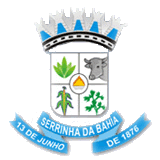 SERRINHA DA BAHIA
13 DE JUNHO
DE 1876